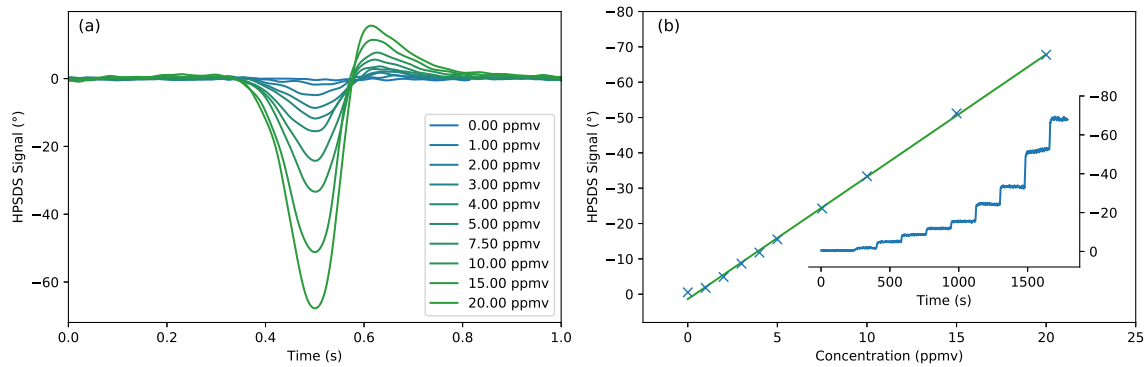 (a)
HPSDS Signal (°)
0
−20
−40
−60
0.00 ppmv
1.00 ppmv
2.00 ppmv
3.00 ppmv
4.00 ppmv
5.00 ppmv
7.50 ppmv
10.00 ppmv
15.00 ppmv
20.00 ppmv
0.0 0.2 0.4 0.6 0.8 1.0
Time (s)
(b)
HPSDS Signal (°)
−80
−70
−60
−50
−40
−30
−20
−10
0
0 5 10 15 20 25
Concentration (ppmv)
−80
−60
−40
−20
0
0 500 1000 1500
Time (s)